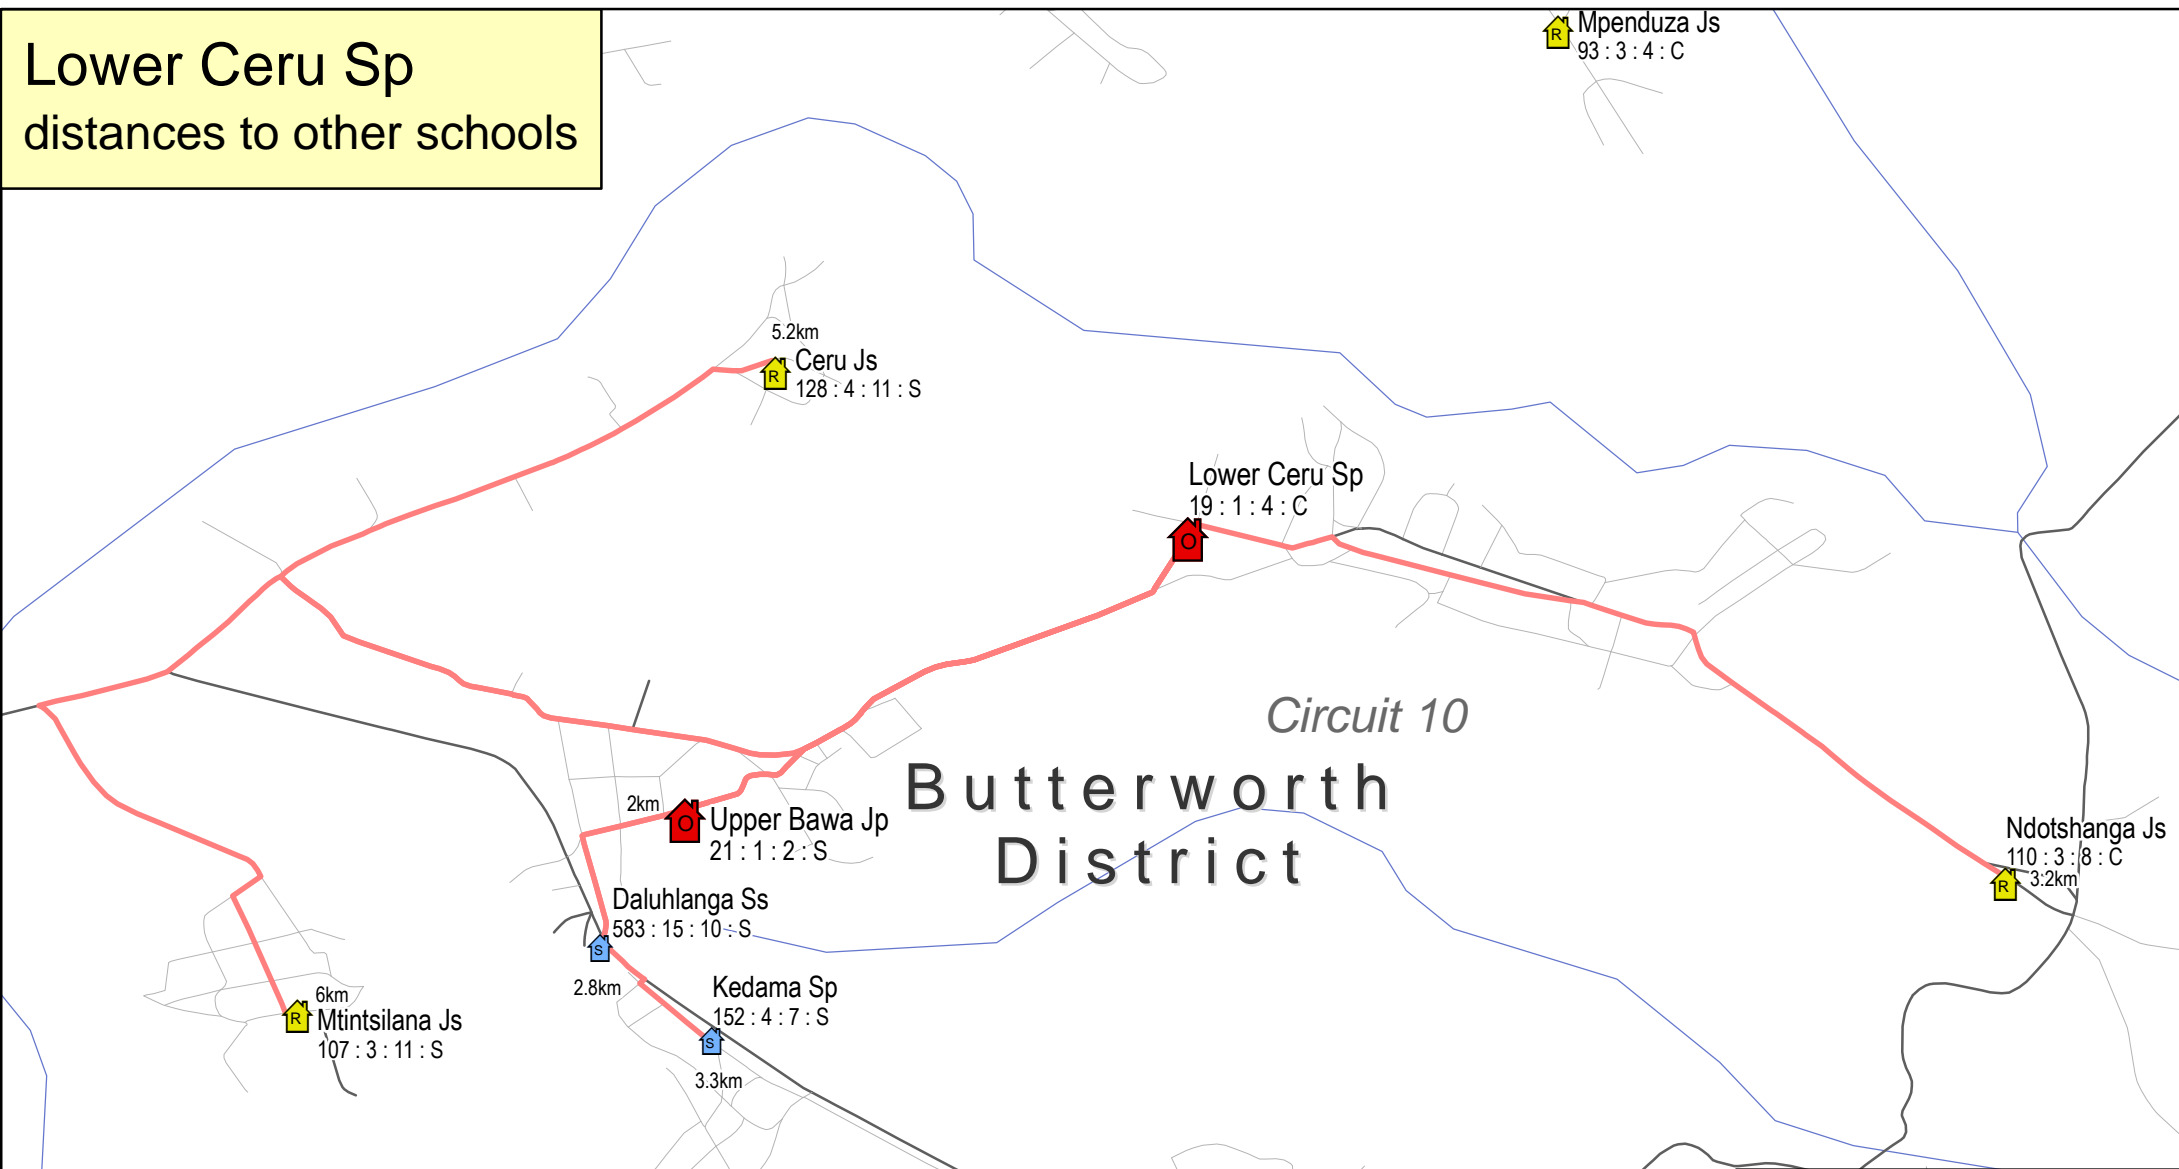 Lower Ceru Sp
distances to other schools
R
Mpenduza Js
93 : 3 : 4 : C
5.2km
R
Ceru Js
128 : 4 : 11 : S
Lower Ceru Sp
19 : 1 : 4 : C
O
Circuit 10
Butterworth
District
2km
O
Upper Bawa Jp
21 : 1 : 2 : S
Ndotshanga Js
110 : 3 : 8 : C
3.2km
R
Daluhlanga Ss
583 : 15 : 10 : S
S
2.8km
Kedama Sp
152 : 4 : 7 : S
S
3.3km
6km
R
Mtintsilana Js
107 : 3 : 11 : S